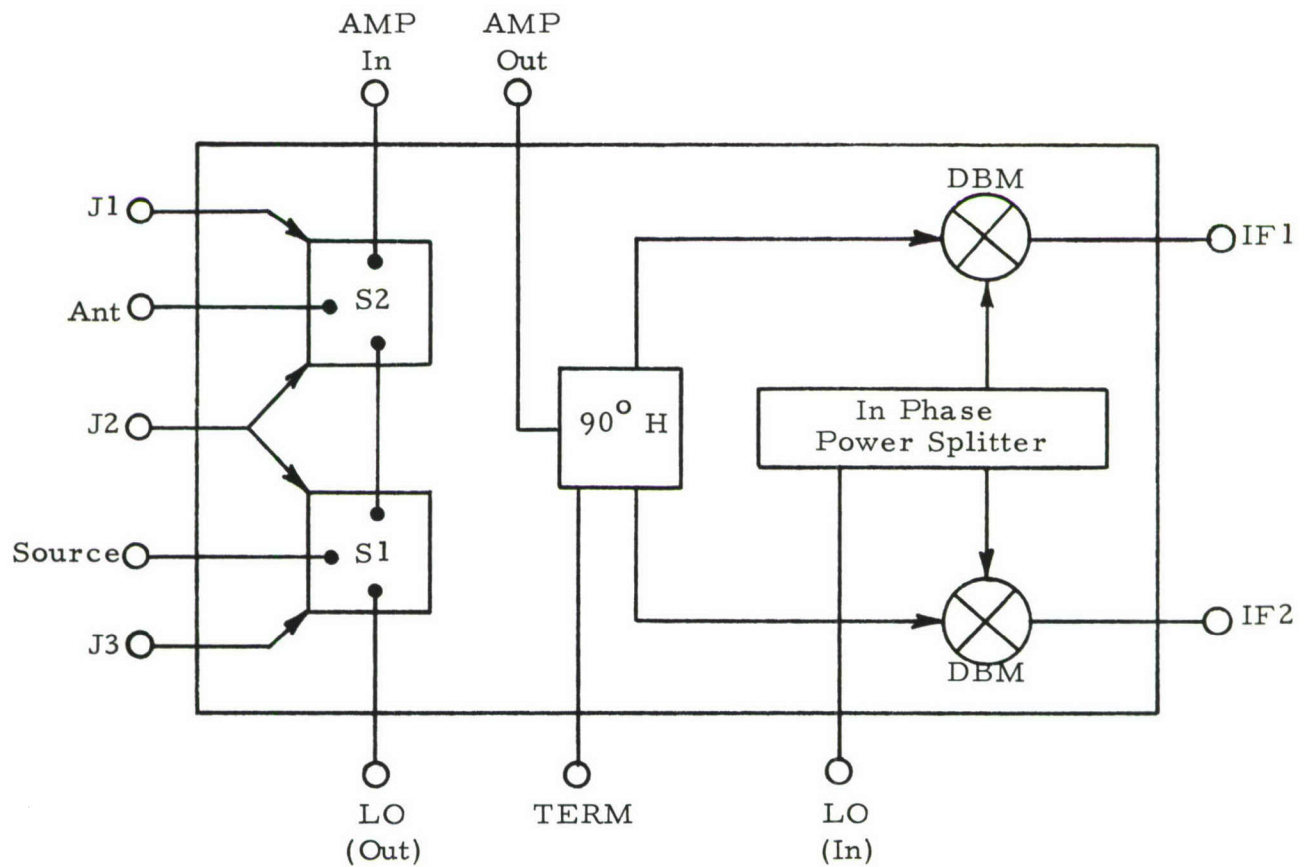 AMP
In
AMP
Out
J1
Ant
J2
Source
J3
S2
S1
90° H
DBM
In Phase
Power Splitter
DBM
IF1
IF2
LO
(Out)
TERM
LO
(In)